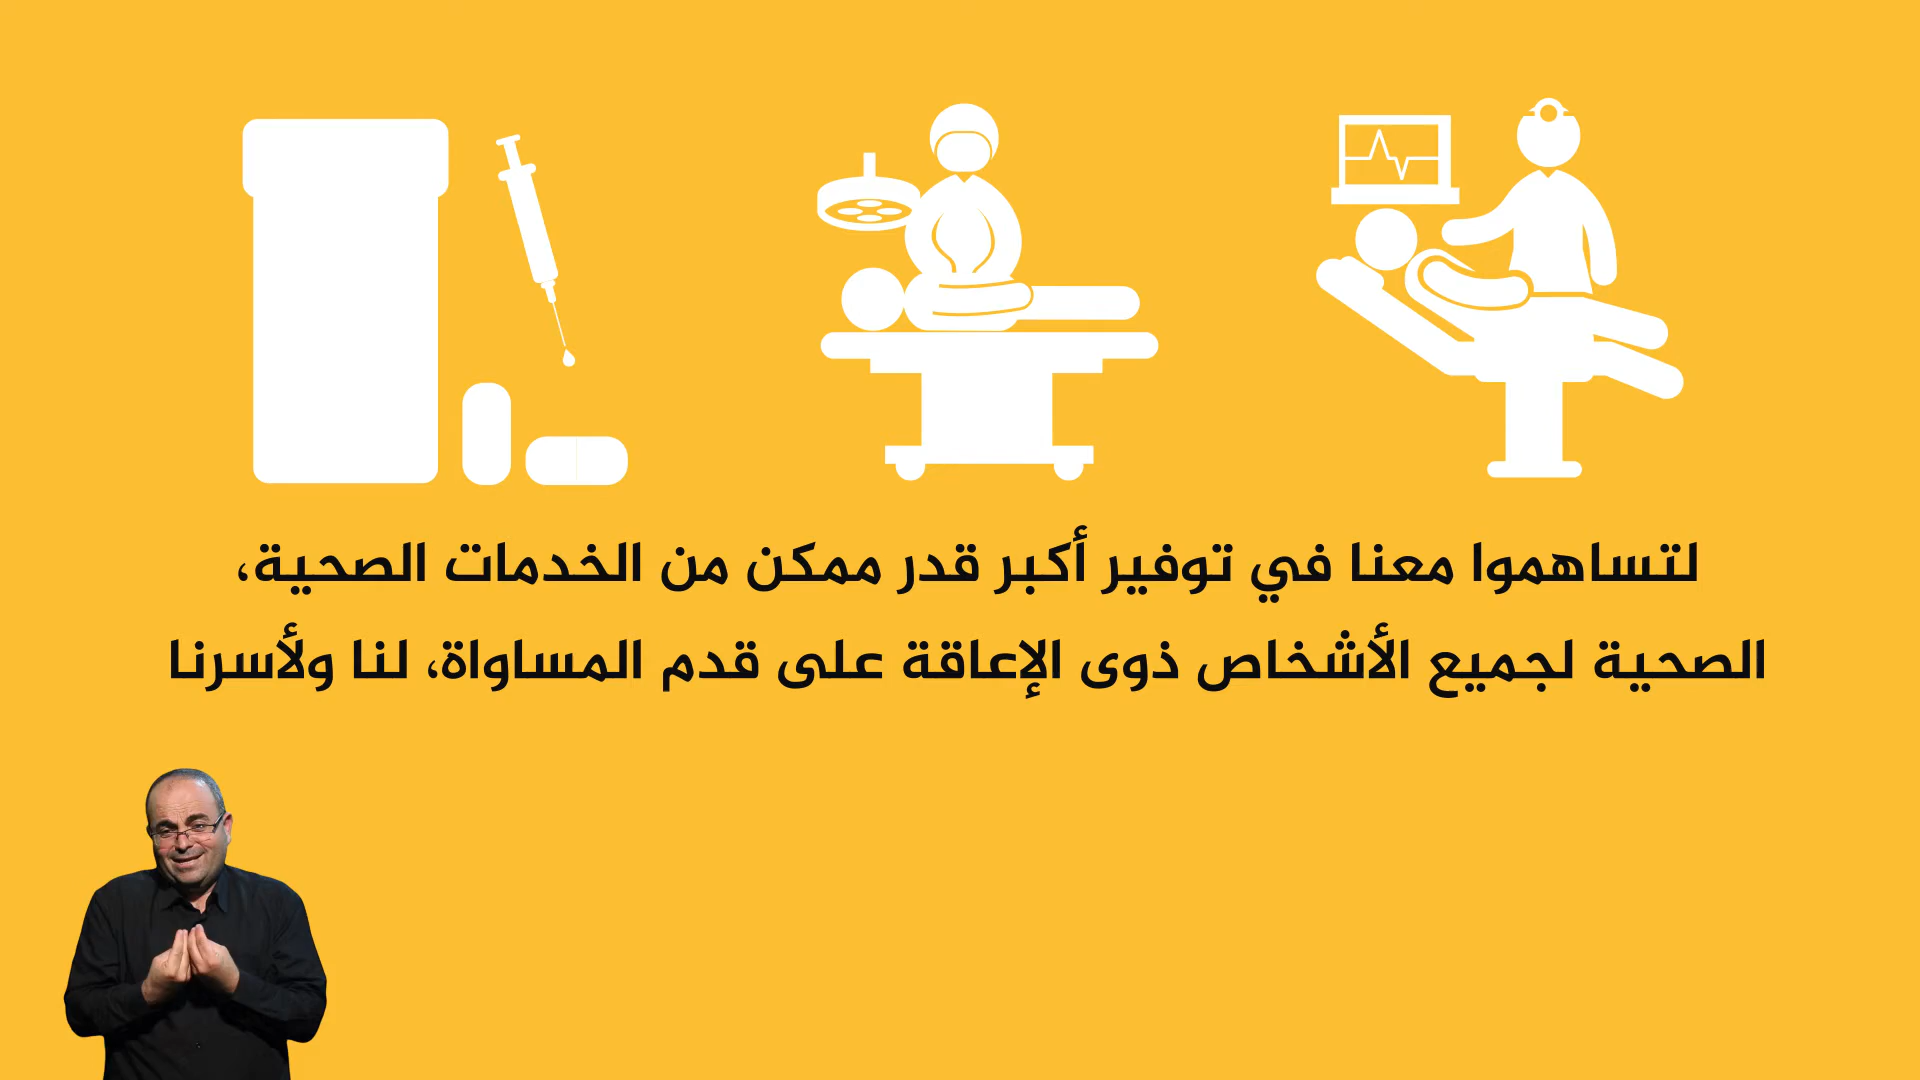 لتساهموا معنا في توفير أكبر قدر ممكن من الخدمات الصحية،
الصحية لجميع الأشخاص ذوى الإعاقة على قدم المساواة، لنا ولأسرنا